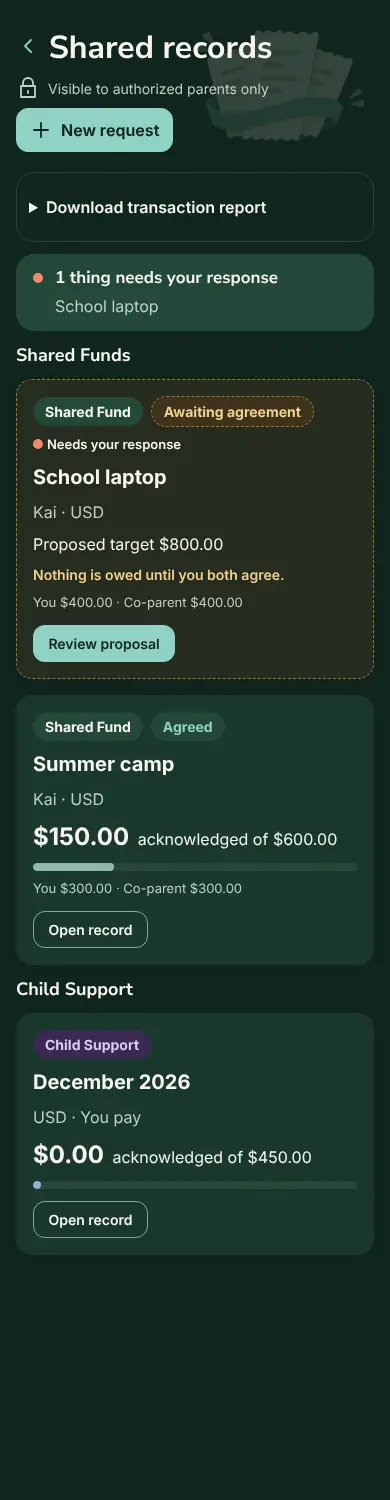 Shared records
Visible to authorized parents only
New request
Download transaction report
1 thing needs your response
School laptop
Shared Funds
Shared Fund
Awaiting agreement
Needs your response
School laptop
Kai · USD
Proposed target $800.00
Nothing is owed until you both agree.
You $400.00 · Co-parent $400.00
Review proposal
Shared Fund
Agreed
Summer camp
Kai · USD
$150.00 acknowledged of $600.00
You $300.00 · Co-parent $300.00
Open record
Child Support
Child Support
December 2026
USD · You pay
$0.00 acknowledged of $450.00
Open record